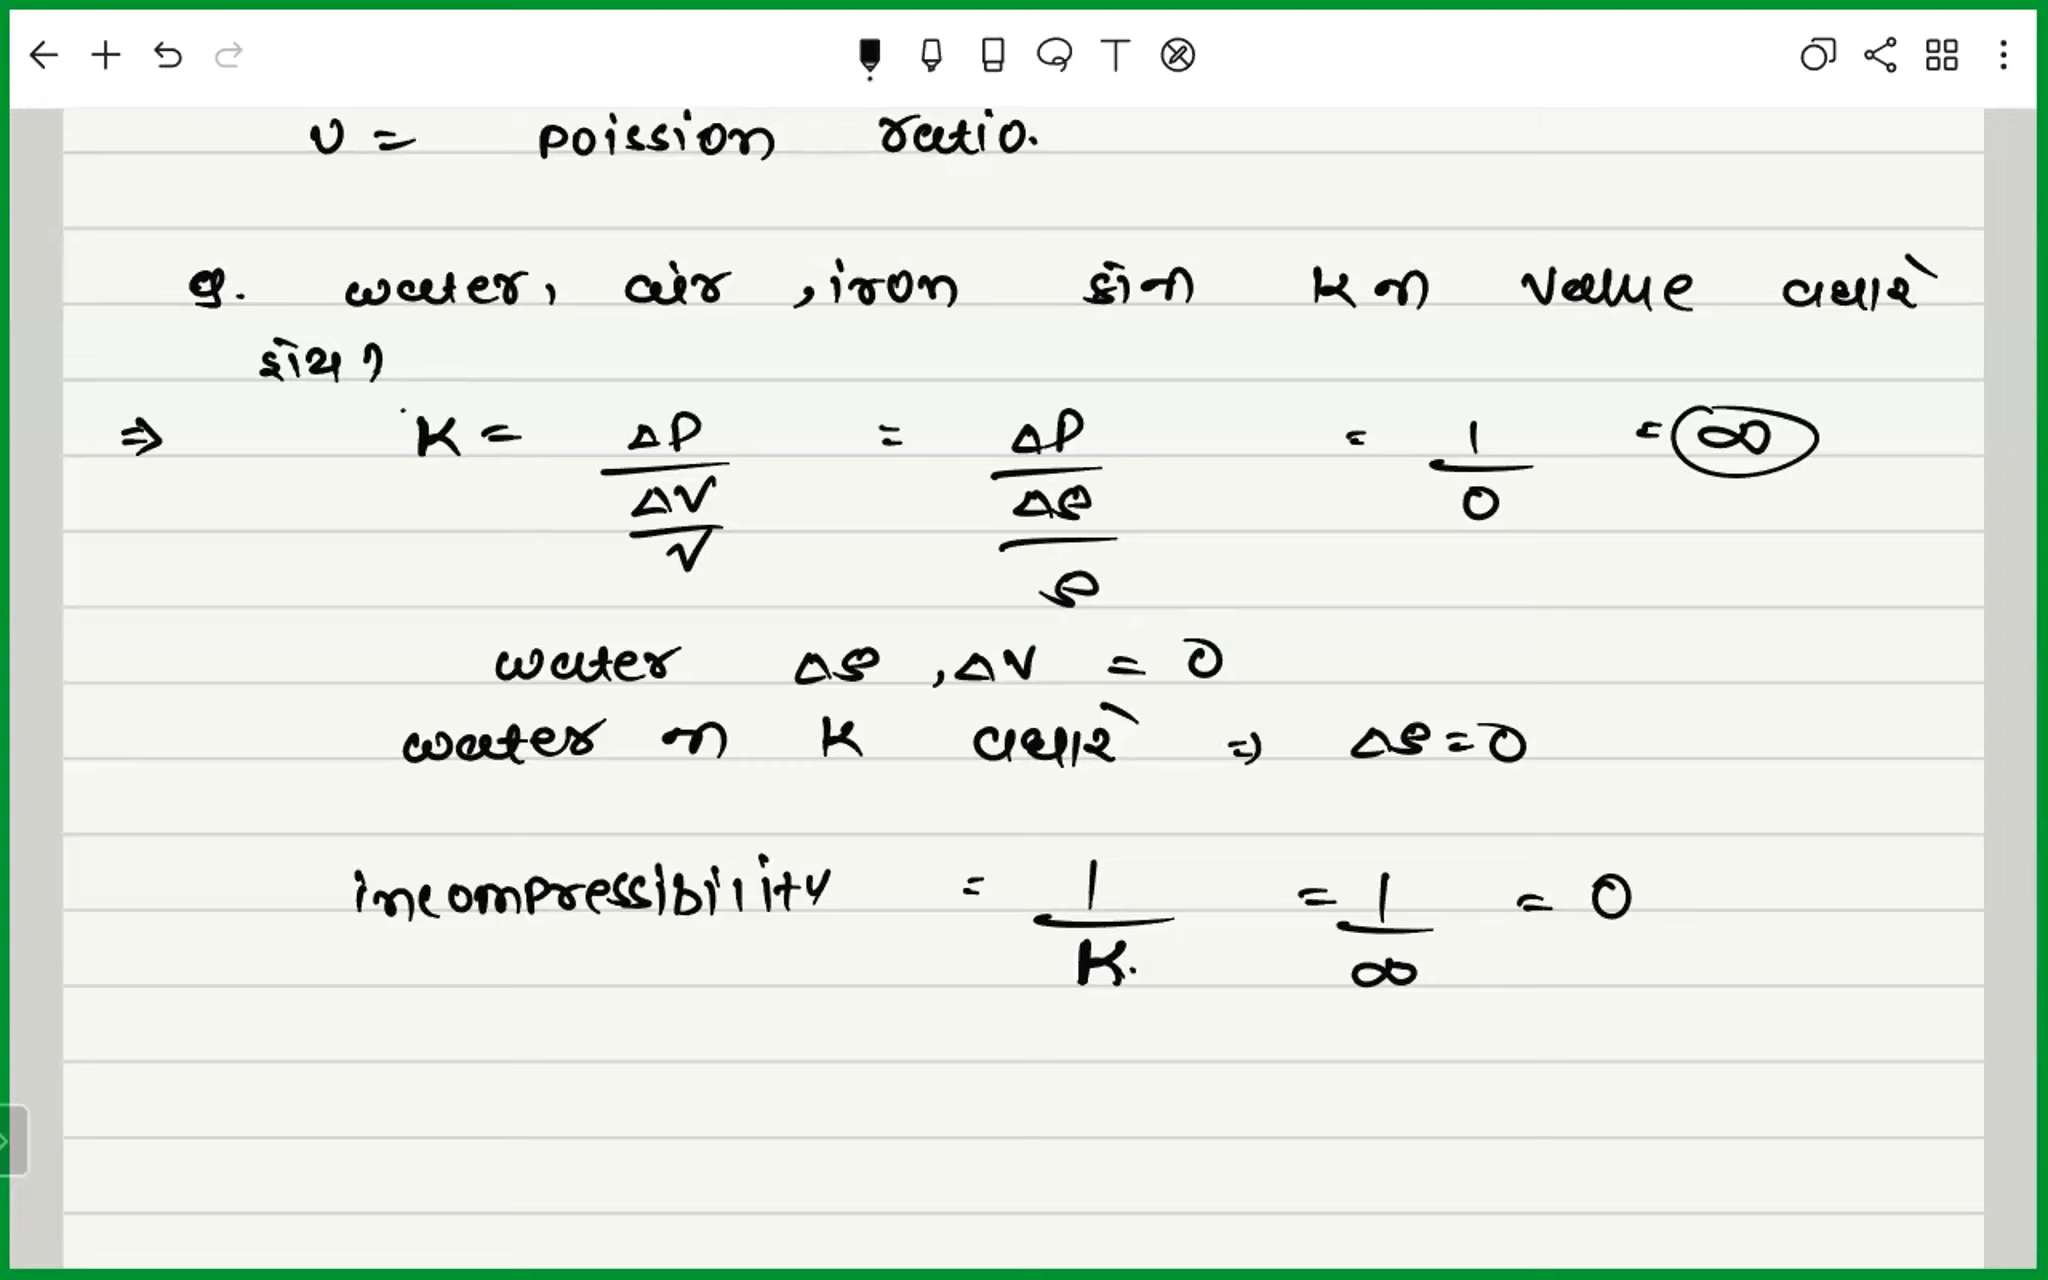 υ = poission ratio.
q. water, air, iron કોની K ની value વધારે
હોય ?
⇒ K = ΔP / (ΔV / V) = ΔP / (Δρ / ρ) = 1 / 0 = ∞
water Δρ , ΔV = 0
water ની K વધારે ⇒ Δρ = 0
incompressibility = 1 / K. = 1 / ∞ = 0